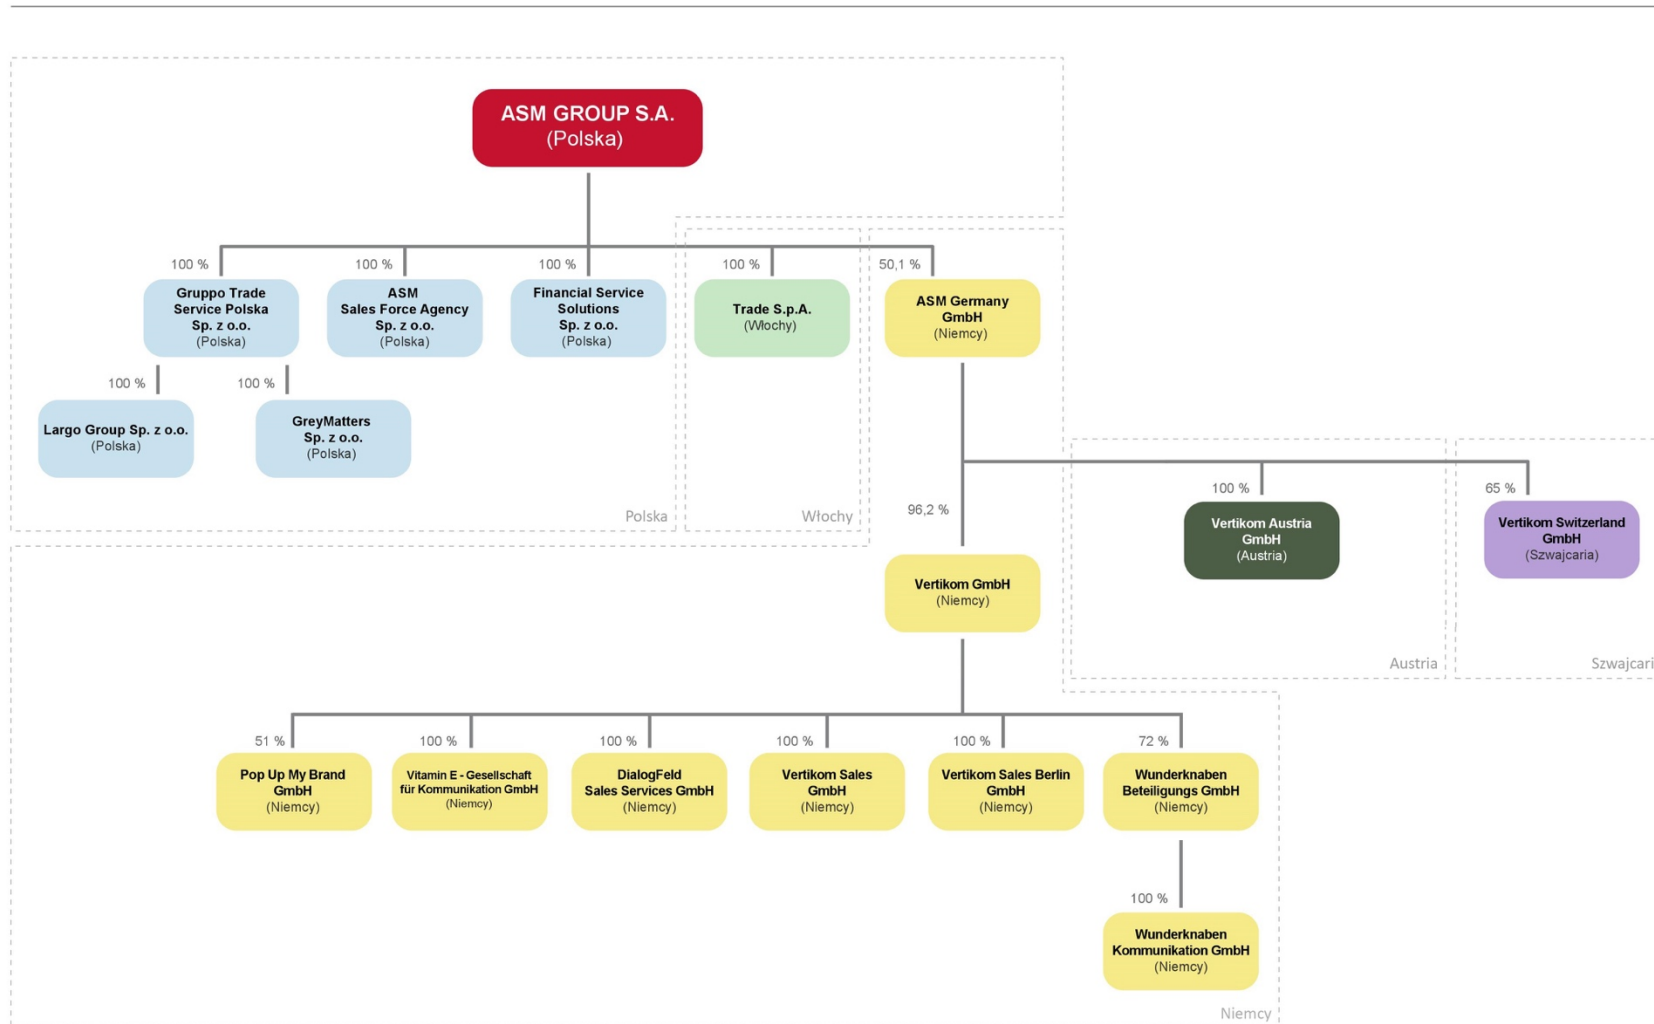 ASM GROUP S.A.
(Polska)
100 %
100 %
100 %
100 %
50,1 %
Gruppo Trade
Service Polska
Sp. z o.o.
(Polska)
ASM
Sales Force Agency
Sp. z o.o.
(Polska)
Financial Service
Solutions
Sp. z o.o.
(Polska)
Trade S.p.A.
(Włochy)
ASM Germany
GmbH
(Niemcy)
100 %
100 %
Largo Group Sp. z o.o.
(Polska)
GreyMatters
Sp. z o.o.
(Polska)
Polska
Włochy
96,2 %
100 %
65 %
Vertikom Austria
GmbH
(Austria)
Vertikom Switzerland
GmbH
(Szwajcaria)
Vertikom GmbH
(Niemcy)
Austria
Szwajcari
51 %
100 %
100 %
100 %
100 %
72 %
Pop Up My Brand
GmbH
(Niemcy)
Vitamin E - Gesellschaft
für Kommunikation GmbH
(Niemcy)
DialogFeld
Sales Services GmbH
(Niemcy)
Vertikom Sales
GmbH
(Niemcy)
Vertikom Sales Berlin
GmbH
(Niemcy)
Wunderknaben
Beteiligungs GmbH
(Niemcy)
100 %
Wunderknaben
Kommunikation GmbH
(Niemcy)
Niemcy